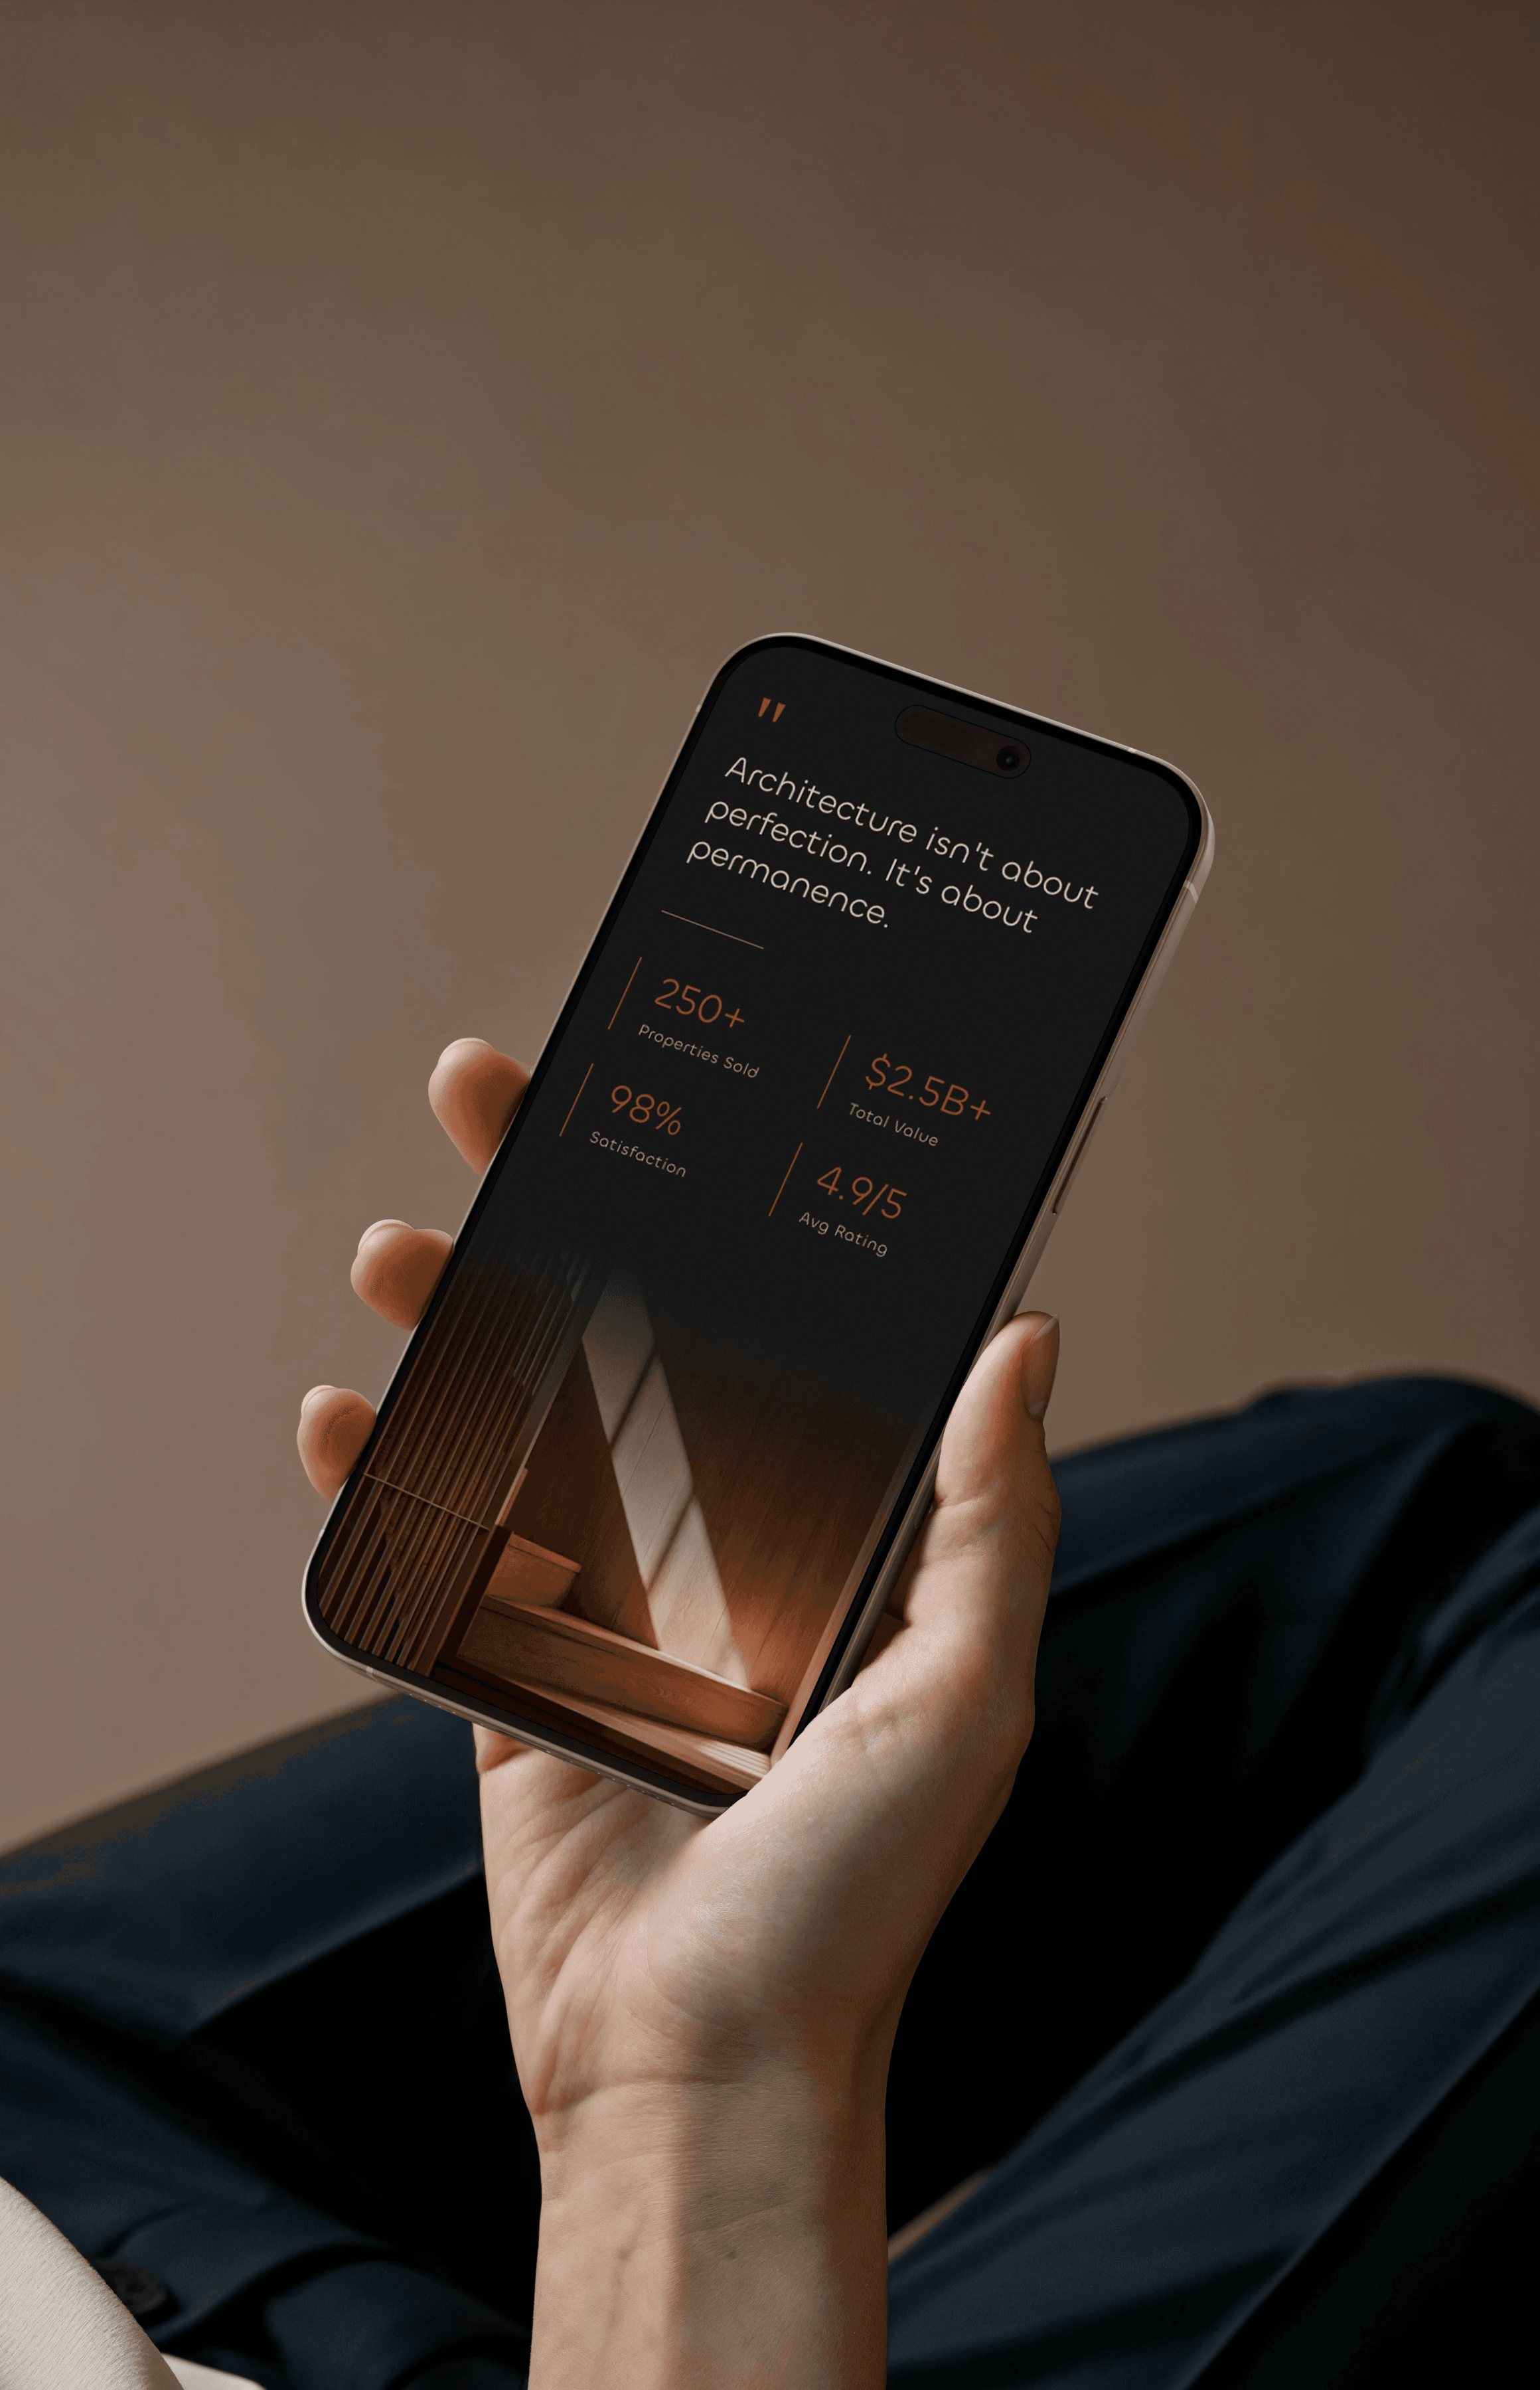 "
Architecture isn't about
perfection. It's about
permanence.
250+
Properties Sold
$2.5B+
Total Value
98%
Satisfaction
4.9/5
Avg Rating